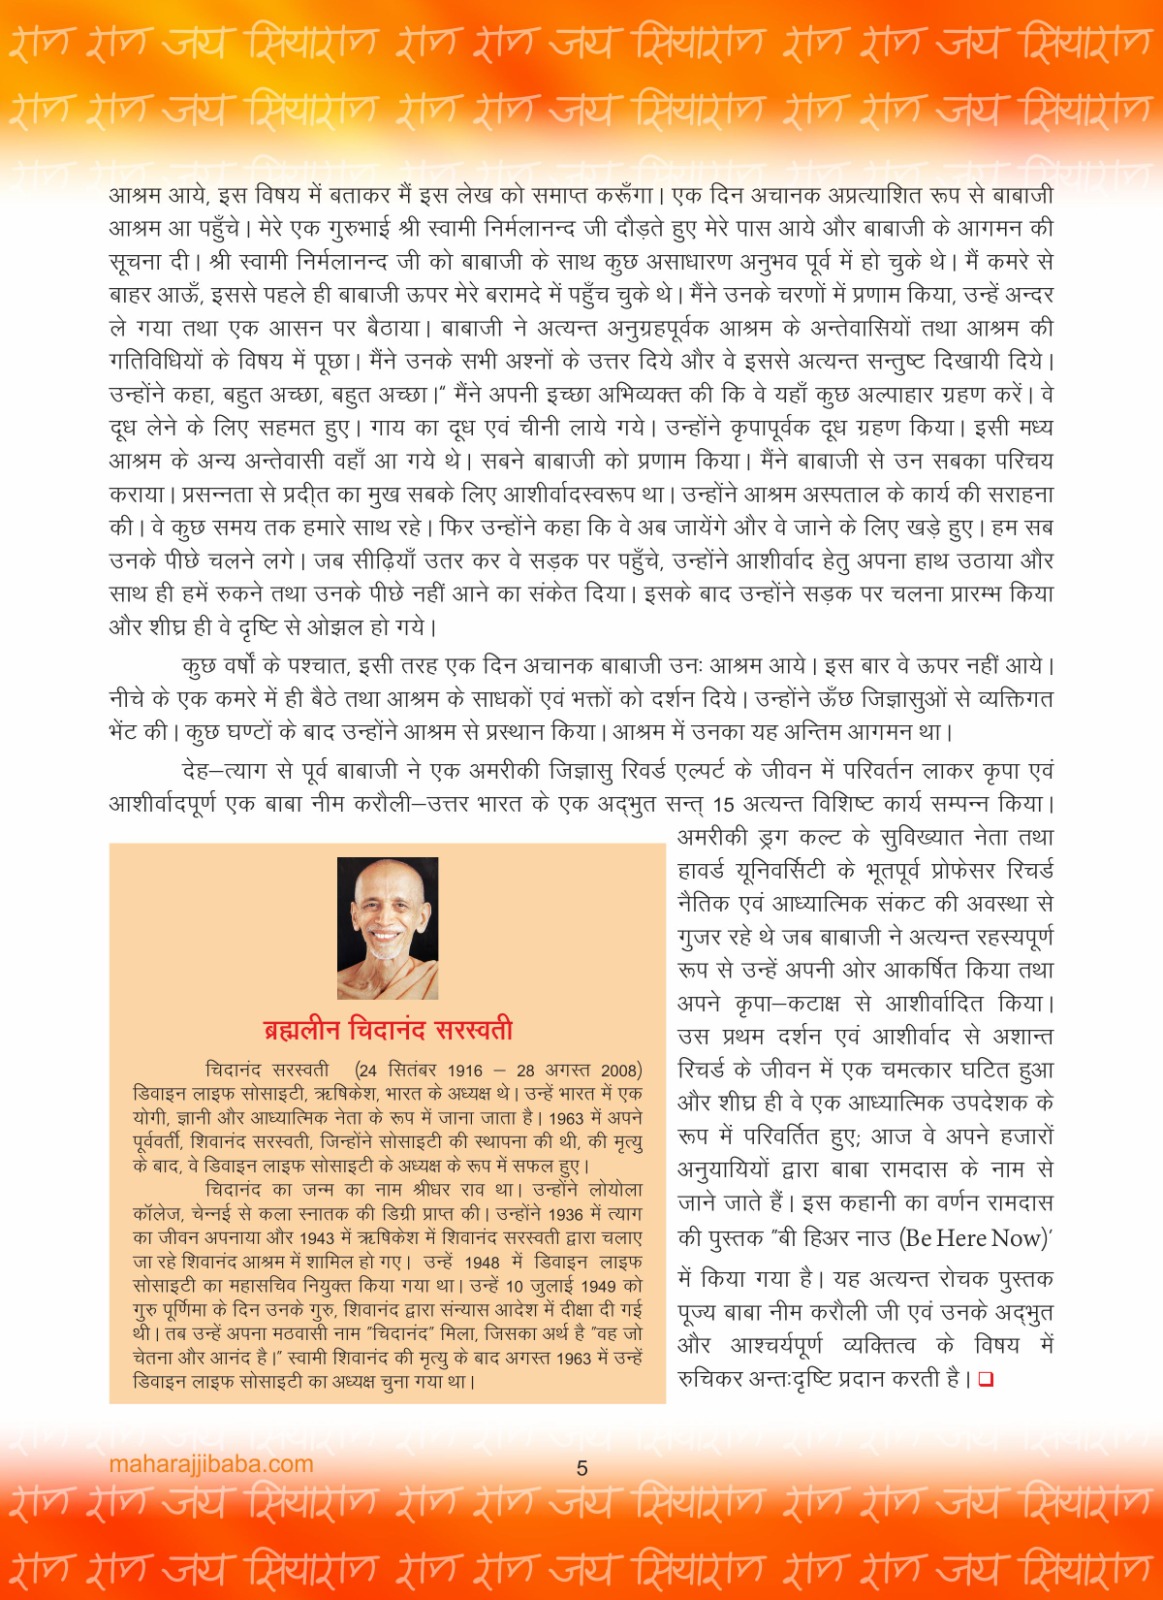 राम राम जय सियाराम राम राम जय सियाराम राम राम जय सियाराम
राम राम जय सियाराम राम राम जय सियाराम राम राम जय सियाराम
आश्रम आये, इस विषय में बताकर मैं इस लेख को समाप्त करूँगा। एक दिन अचानक अप्रत्याशित रूप से बाबाजी
आश्रम आ पहुँचे। मेरे एक गुरुभाई श्री स्वामी निर्मलानन्द जी दौड़ते हुए मेरे पास आये और बाबाजी के आगमन की
सूचना दी। श्री स्वामी निर्मलानन्द जी को बाबाजी के साथ कुछ असाधारण अनुभव पूर्व में हो चुके थे। मैं कमरे से
बाहर आऊँ, इससे पहले ही बाबाजी ऊपर मेरे बरामदे में पहुँच चुके थे। मैंने उनके चरणों में प्रणाम किया, उन्हें अन्दर
ले गया तथा एक आसन पर बैठाया। बाबाजी ने अत्यन्त अनुग्रहपूर्वक आश्रम के अन्तेवासियों तथा आश्रम की
गतिविधियों के विषय में पूछा। मैंने उनके सभी अश्नों के उत्तर दिये और वे इससे अत्यन्त सन्तुष्ट दिखायी दिये।
उन्होंने कहा, बहुत अच्छा, बहुत अच्छा।“ मैंने अपनी इच्छा अभिव्यक्त की कि वे यहाँ कुछ अल्पाहार ग्रहण करें। वे
दूध लेने के लिए सहमत हुए। गाय का दूध एवं चीनी लाये गये। उन्होंने कृपापूर्वक दूध ग्रहण किया। इसी मध्य
आश्रम के अन्य अन्तेवासी वहाँ आ गये थे। सबने बाबाजी को प्रणाम किया। मैंने बाबाजी से उन सबका परिचय
कराया। प्रसन्नता से प्रदी्त का मुख सबके लिए आशीर्वादस्वरूप था। उन्होंने आश्रम अस्पताल के कार्य की सराहना
की। वे कुछ समय तक हमारे साथ रहे। फिर उन्होंने कहा कि वे अब जायेंगे और वे जाने के लिए खड़े हुए। हम सब
उनके पीछे चलने लगे। जब सीढ़ियाँ उतर कर वे सड़क पर पहुँचे, उन्होंने आशीर्वाद हेतु अपना हाथ उठाया और
साथ ही हमें रुकने तथा उनके पीछे नहीं आने का संकेत दिया। इसके बाद उन्होंने सड़क पर चलना प्रारम्भ किया
और शीघ्र ही वे दृष्टि से ओझल हो गये।
कुछ वर्षों के पश्चात, इसी तरह एक दिन अचानक बाबाजी उनः आश्रम आये। इस बार वे ऊपर नहीं आये।
नीचे के एक कमरे में ही बैठे तथा आश्रम के साधकों एवं भक्तों को दर्शन दिये। उन्होंने ऊँछ जिज्ञासुओं से व्यक्तिगत
भेंट की। कुछ घण्टों के बाद उन्होंने आश्रम से प्रस्थान किया। आश्रम में उनका यह अन्तिम आगमन था।
देह–त्याग से पूर्व बाबाजी ने एक अमरीकी जिज्ञासु रिवर्ड एल्पर्ट के जीवन में परिवर्तन लाकर कृपा एवं
आशीर्वादपूर्ण एक बाबा नीम करौली–उत्तर भारत के एक अद्भुत सन्त् 15 अत्यन्त विशिष्ट कार्य सम्पन्न किया।
अमरीकी ड्रग कल्ट के सुविख्यात नेता तथा
हावर्ड यूनिवर्सिटी के भूतपूर्व प्रोफेसर रिचर्ड
नैतिक एवं आध्यात्मिक संकट की अवस्था से
गुजर रहे थे जब बाबाजी ने अत्यन्त रहस्यपूर्ण
रूप से उन्हें अपनी ओर आकर्षित किया तथा
अपने कृपा–कटाक्ष से आशीर्वादित किया।
उस प्रथम दर्शन एवं आशीर्वाद से अशान्त
रिचर्ड के जीवन में एक चमत्कार घटित हुआ
और शीघ्र ही वे एक आध्यात्मिक उपदेशक के
रूप में परिवर्तित हुए; आज वे अपने हजारों
अनुयायियों द्वारा बाबा रामदास के नाम से
जाने जाते हैं। इस कहानी का वर्णन रामदास
की पुस्तक “बी हिअर नाउ (Be Here Now)‘
में किया गया है। यह अत्यन्त रोचक पुस्तक
पूज्य बाबा नीम करौली जी एवं उनके अद्भुत
और आश्चर्यपूर्ण व्यक्तित्व के विषय में
रुचिकर अन्तःदृष्टि प्रदान करती है। ❑
ब्रह्मलीन चिदानंद सरस्वती
चिदानंद सरस्वती (24 सितंबर 1916 – 28 अगस्त 2008)
डिवाइन लाइफ सोसाइटी, ऋषिकेश, भारत के अध्यक्ष थे। उन्हें भारत में एक
योगी, ज्ञानी और आध्यात्मिक नेता के रूप में जाना जाता है। 1963 में अपने
पूर्ववर्ती, शिवानंद सरस्वती, जिन्होंने सोसाइटी की स्थापना की थी, की मृत्यु
के बाद, वे डिवाइन लाइफ सोसाइटी के अध्यक्ष के रूप में सफल हुए।
चिदानंद का जन्म का नाम श्रीधर राव था। उन्होंने लोयोला
कॉलेज, चेन्नई से कला स्नातक की डिग्री प्राप्त की। उन्होंने 1936 में त्याग
का जीवन अपनाया और 1943 में ऋषिकेश में शिवानंद सरस्वती द्वारा चलाए
जा रहे शिवानंद आश्रम में शामिल हो गए। उन्हें 1948 में डिवाइन लाइफ
सोसाइटी का महासचिव नियुक्त किया गया था। उन्हें 10 जुलाई 1949 को
गुरु पूर्णिमा के दिन उनके गुरु, शिवानंद द्वारा संन्यास आदेश में दीक्षा दी गई
थी। तब उन्हें अपना मठवासी नाम “चिदानंद” मिला, जिसका अर्थ है “वह जो
चेतना और आनंद है।” स्वामी शिवानंद की मृत्यु के बाद अगस्त 1963 में उन्हें
डिवाइन लाइफ सोसाइटी का अध्यक्ष चुना गया था।
maharajjibaba.com
5
राम राम जय सियाराम राम राम जय सियाराम राम राम जय सियाराम
राम राम जय सियाराम राम राम जय सियाराम राम राम जय सियाराम